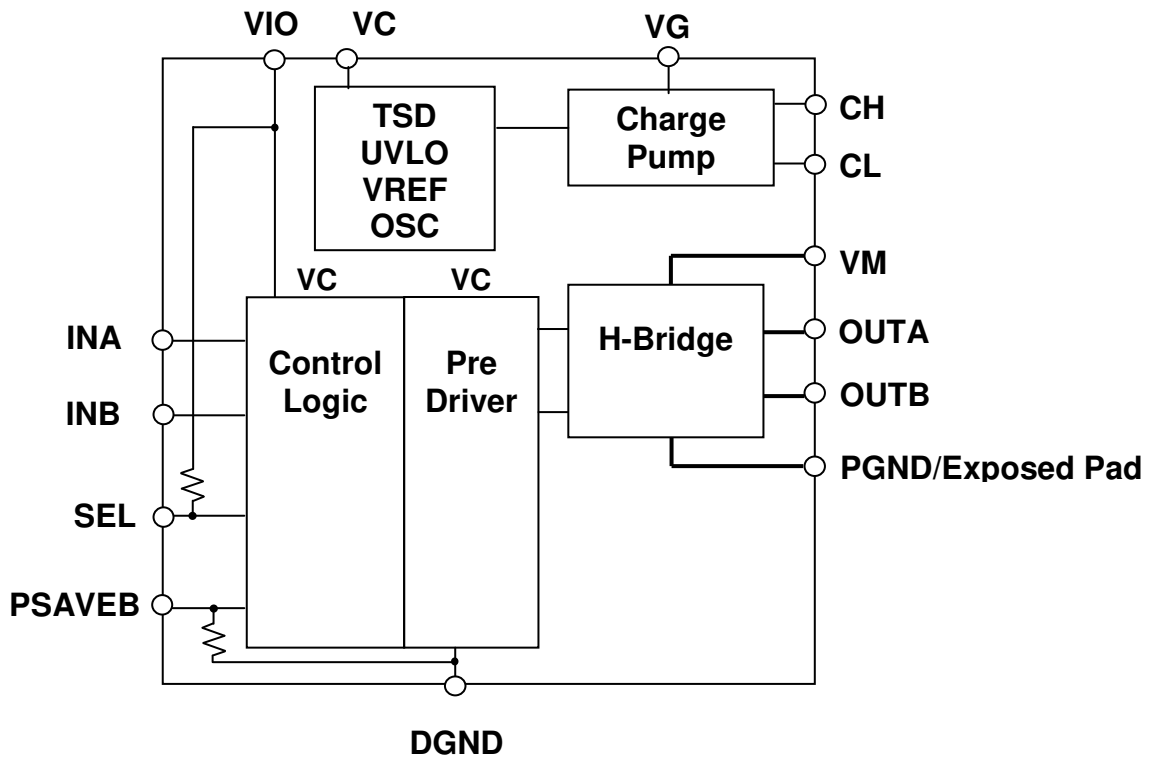 VIO
VC
VG
TSD
UVLO
VREF
OSC
Charge
Pump
CH
CL
VM
VC
VC
INA
INB
SEL
PSAVEB
Control
Logic
Pre
Driver
H-Bridge
OUTA
OUTB
PGND/Exposed Pad
DGND